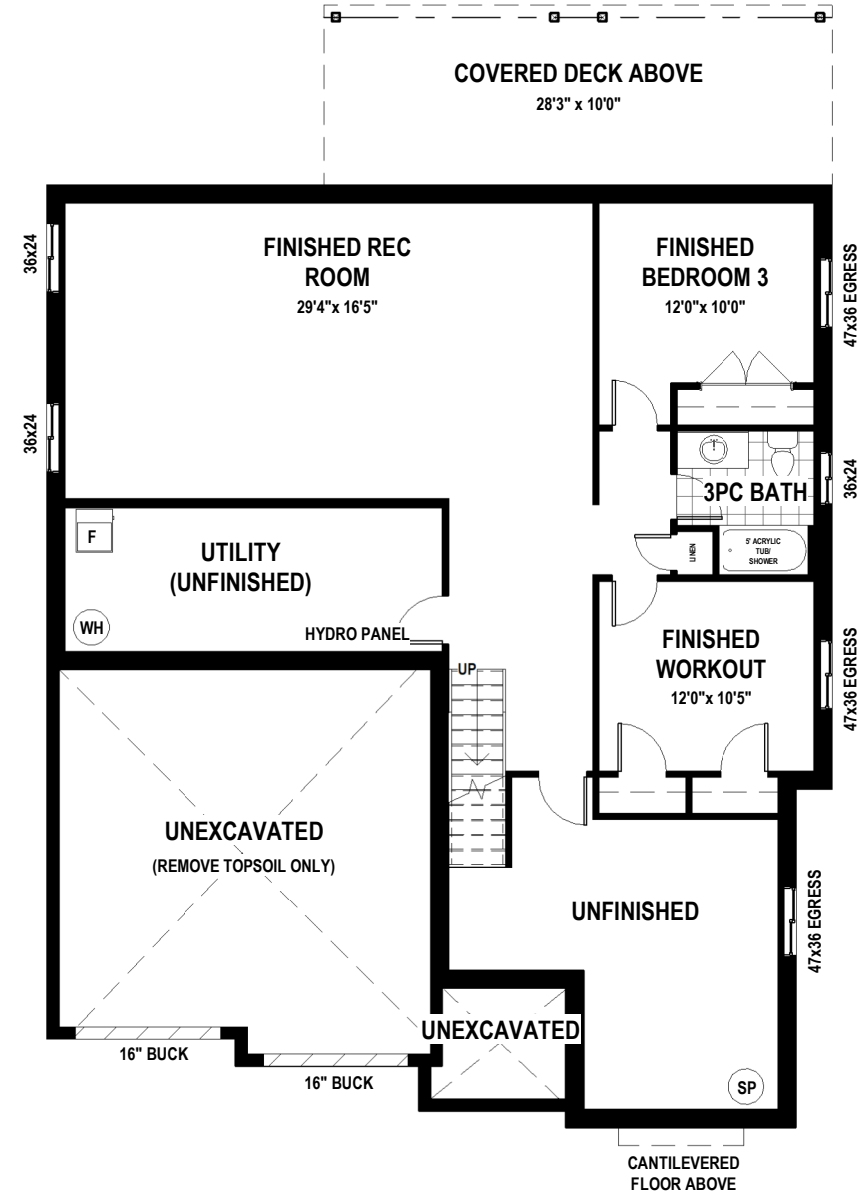 COVERED DECK ABOVE
28'3" x 10'0"
FINISHED REC
ROOM
29'4"x 16'5"
FINISHED
BEDROOM 3
12'0"x 10'0"
36x24
47x36 EGRESS
36x24
36x24
3PC BATH
F
UTILITY
(UNFINISHED)
LINEN
5' ACRYLIC
TUB/
SHOWER
WH
HYDRO PANEL
FINISHED
WORKOUT
12'0"x 10'5"
47x36 EGRESS
UP
UNEXCAVATED
(REMOVE TOPSOIL ONLY)
UNFINISHED
47x36 EGRESS
UNEXCAVATED
16" BUCK
16" BUCK
SP
CANTILEVERED
FLOOR ABOVE